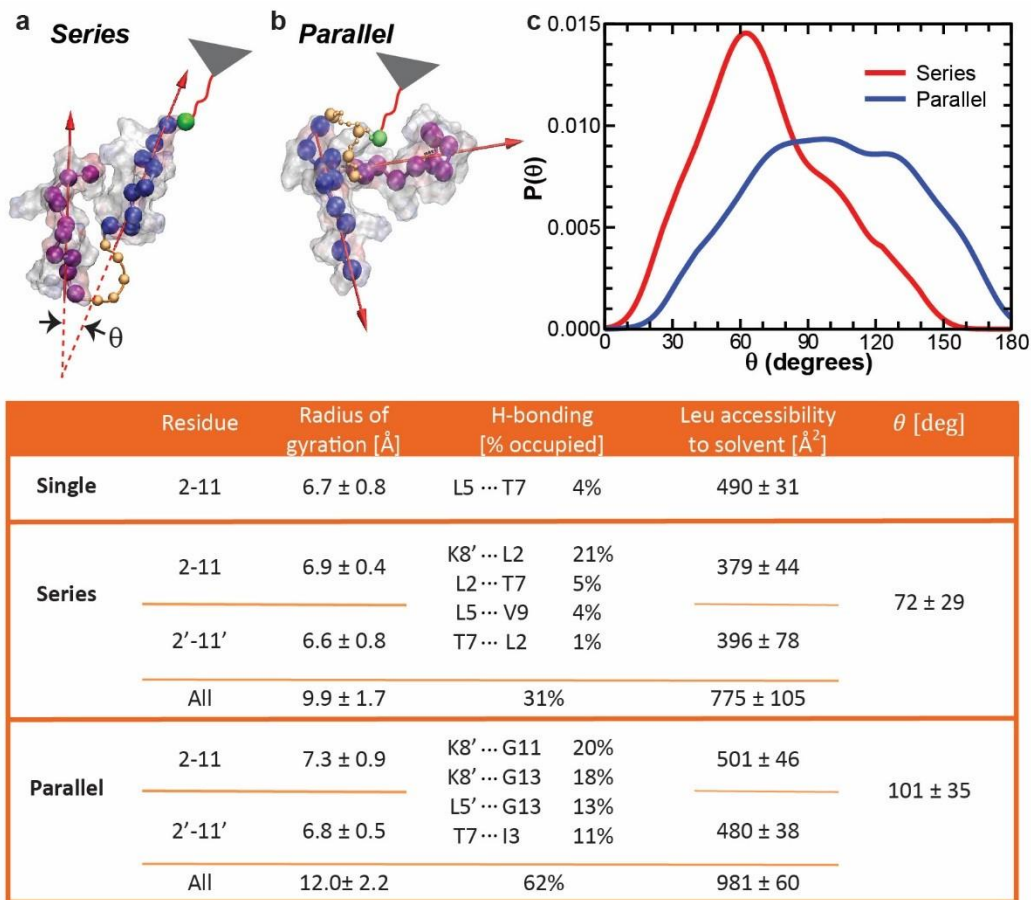 a Series
b Parallel
c
0.015
0.010
0.005
0.000
P(θ)
Series
Parallel
0 30 60 90 120 150 180
θ (degrees)
θ
Residue Radius of gyration [Å] H-bonding [% occupied] Leu accessibility to solvent [Å²] θ [deg]
Single 2-11 6.7 ± 0.8 L5 ··· T7 4% 490 ± 31
Series
2-11 6.9 ± 0.4 379 ± 44
K8' ··· L2 21%
L2 ··· T7 5%
L5 ··· V9 4%
T7 ··· L2 1%
72 ± 29
2'-11' 6.6 ± 0.8 396 ± 78
All 9.9 ± 1.7 31% 775 ± 105
Parallel
2-11 7.3 ± 0.9 501 ± 46
K8' ··· G11 20%
K8' ··· G13 18%
L5' ··· G13 13%
T7 ··· I3 11%
101 ± 35
2'-11' 6.8 ± 0.5 480 ± 38
All 12.0± 2.2 62% 981 ± 60